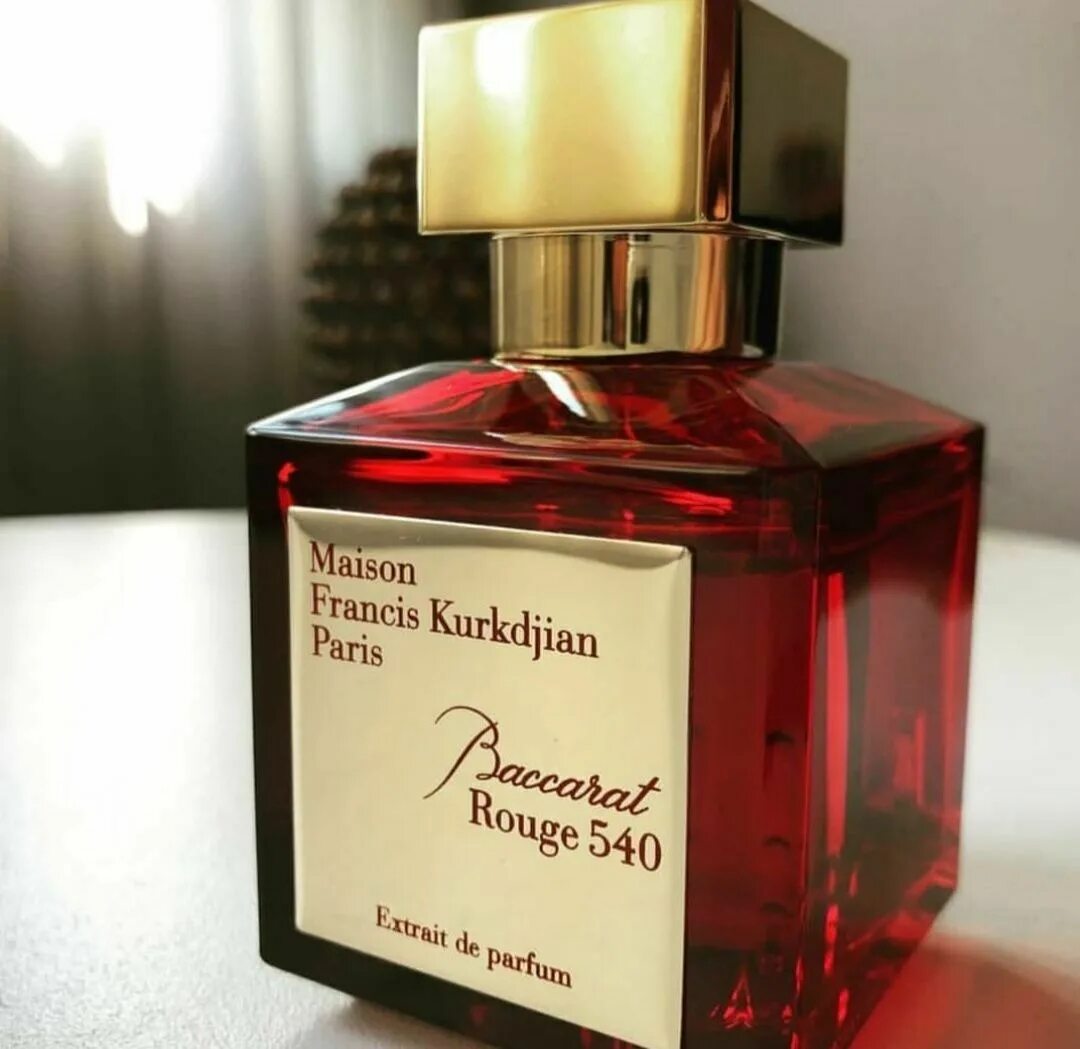 Maison
Francis Kurkdjian
Paris
Baccarat
Rouge 540
Extrait de parfum